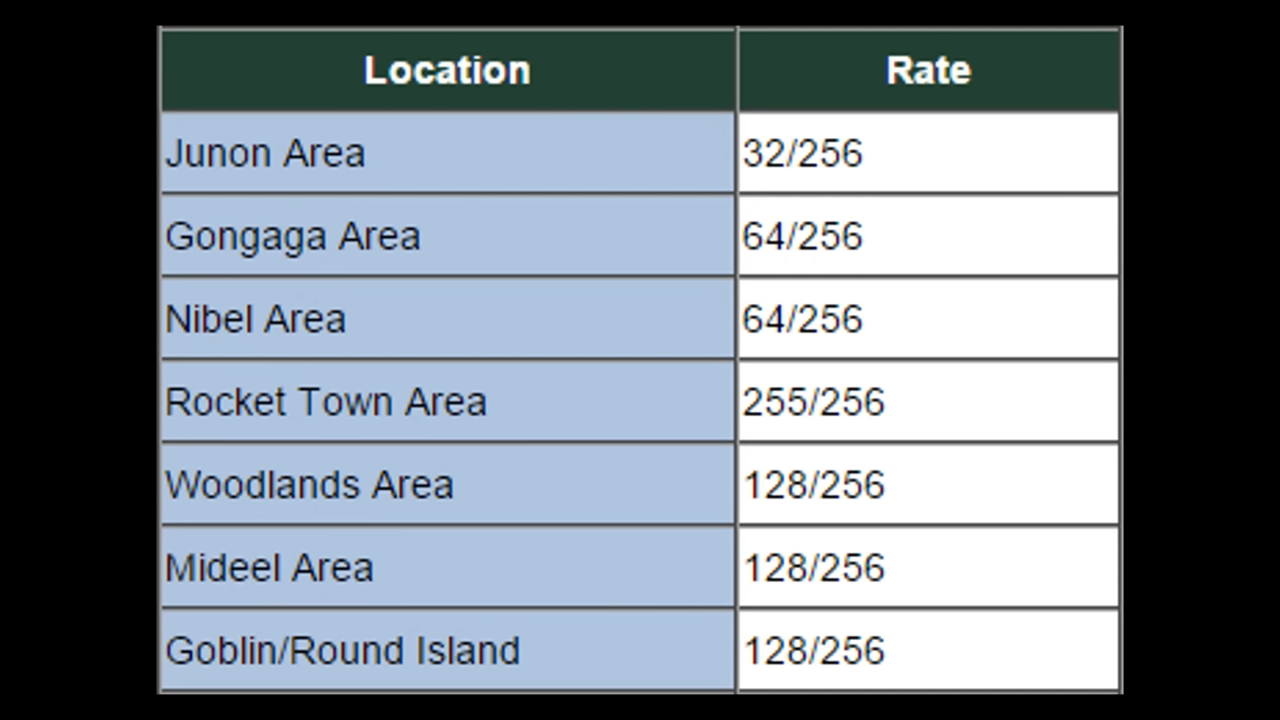 Location Rate
Junon Area 32/256
Gongaga Area 64/256
Nibel Area 64/256
Rocket Town Area 255/256
Woodlands Area 128/256
Mideel Area 128/256
Goblin/Round Island 128/256